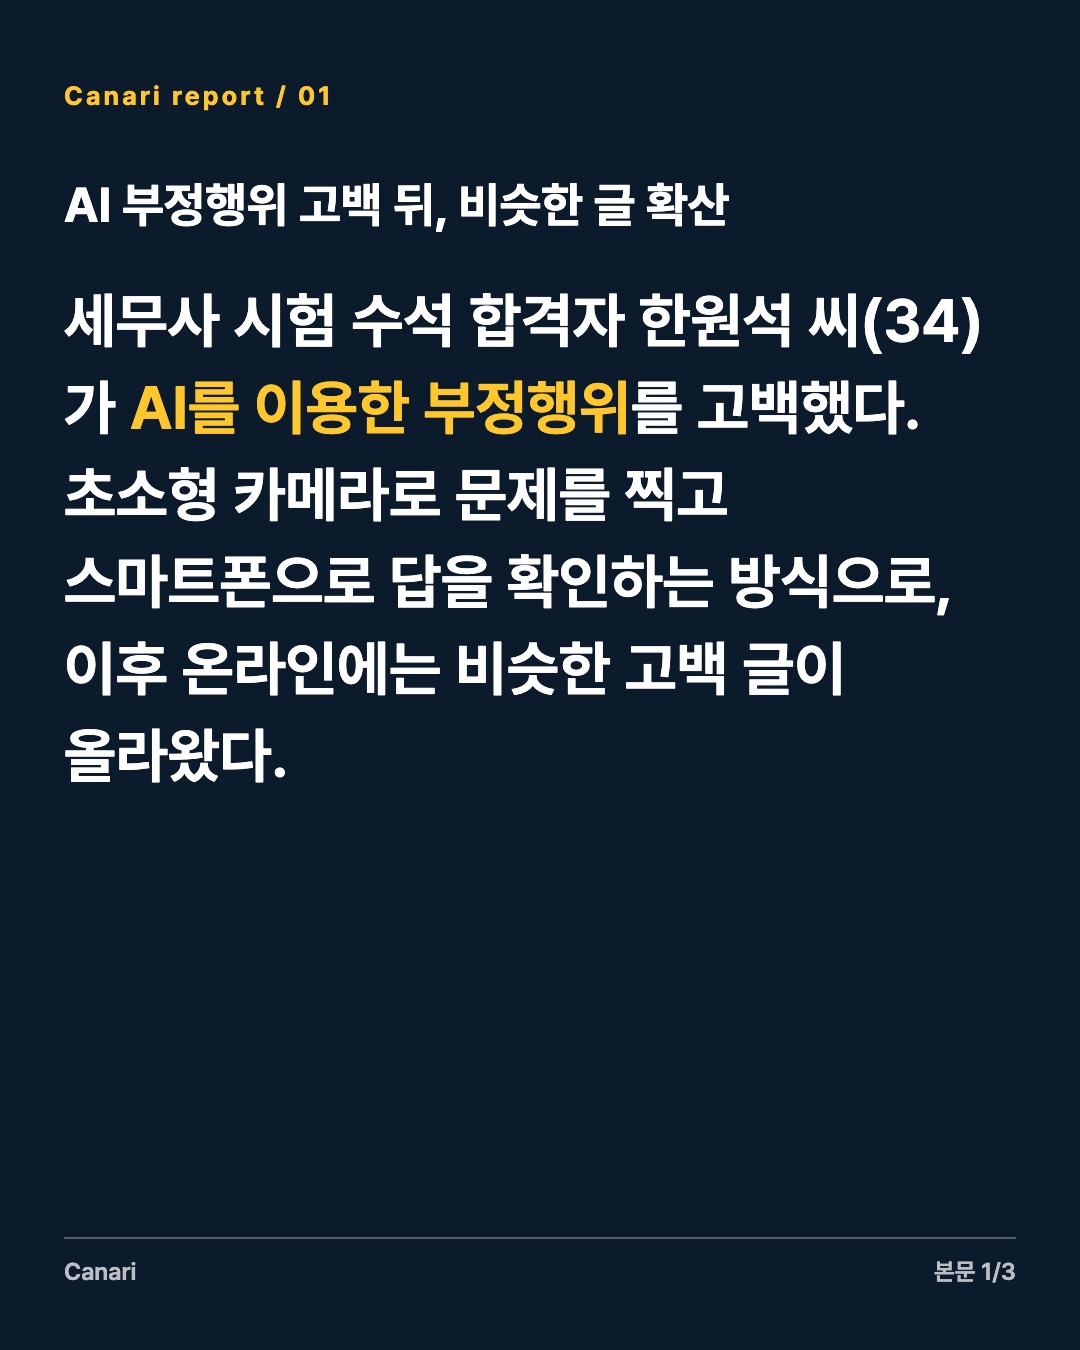 Canari report / 01
AI 부정행위 고백 뒤, 비슷한 글 확산
세무사 시험 수석 합격자 한원석 씨(34)
가 AI를 이용한 부정행위를 고백했다.
초소형 카메라로 문제를 찍고
스마트폰으로 답을 확인하는 방식으로,
이후 온라인에는 비슷한 고백 글이
올라왔다.
Canari
본문 1/3